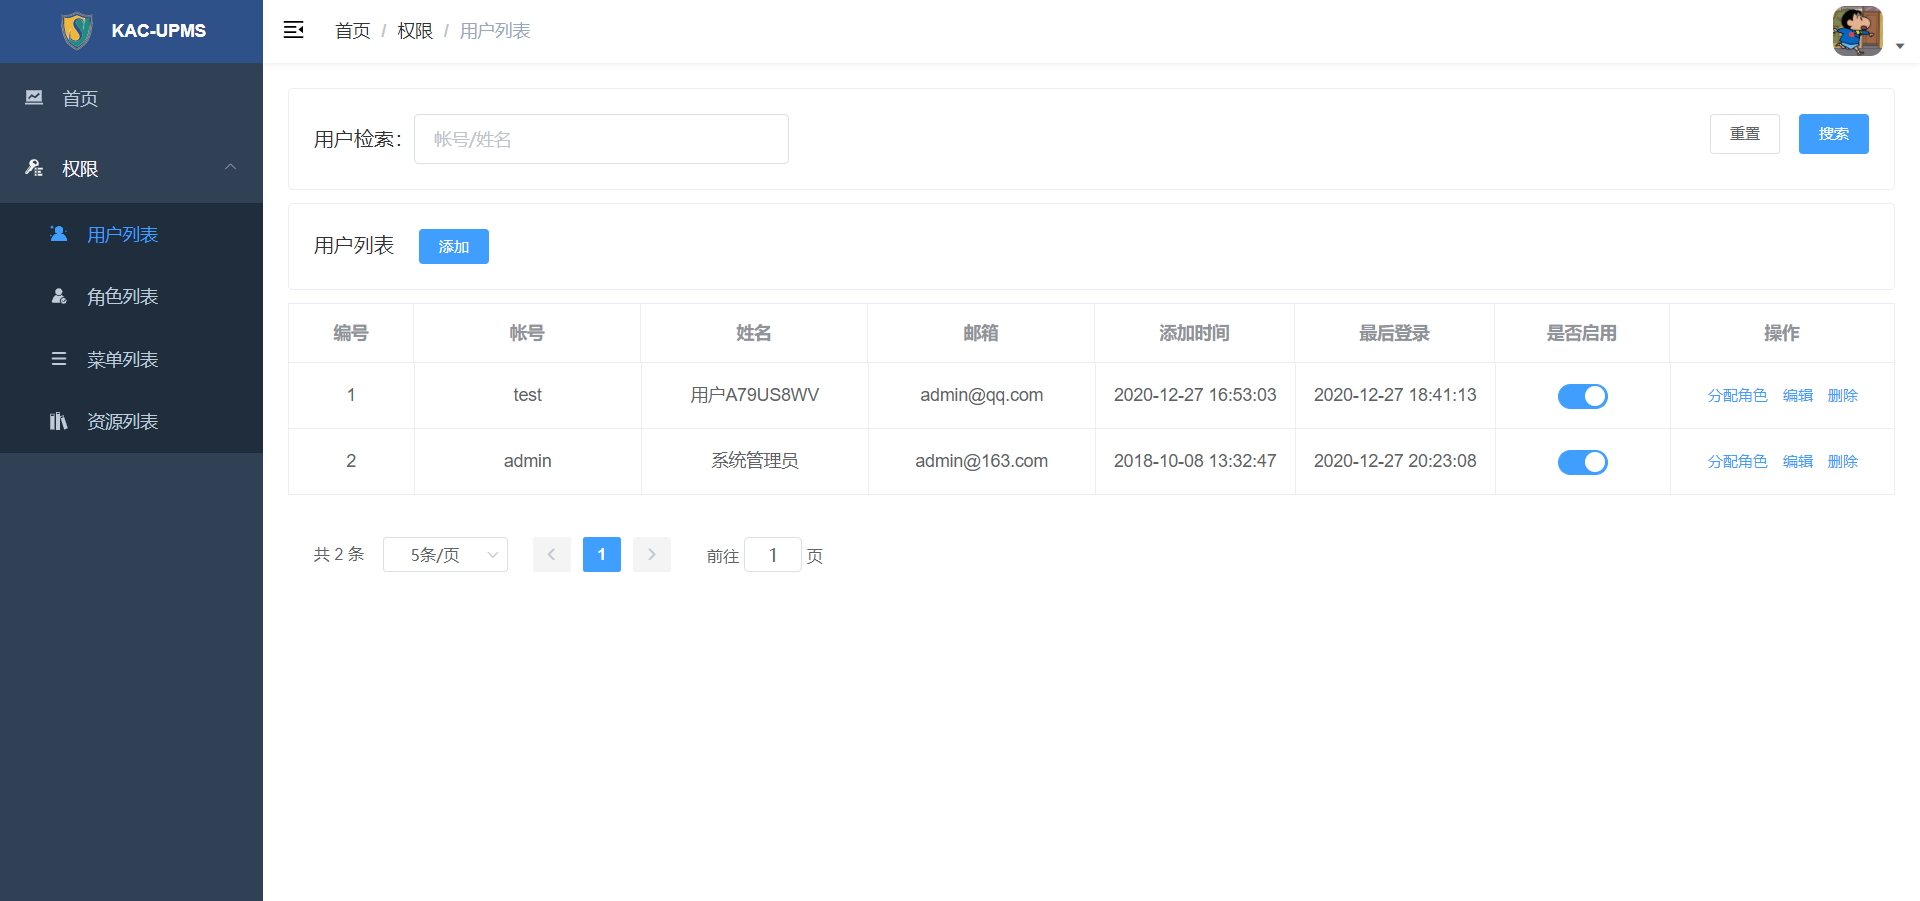 KAC-UPMS
首页
权限
用户列表
角色列表
菜单列表
资源列表
首页 / 权限 / 用户列表
用户检索： 帐号/姓名 重置 搜索
用户列表 添加
编号 帐号 姓名 邮箱 添加时间 最后登录 是否启用 操作
1 test 用户A79US8WV admin@qq.com 2020-12-27 16:53:03 2020-12-27 18:41:13 分配角色 编辑 删除
2 admin 系统管理员 admin@163.com 2018-10-08 13:32:47 2020-12-27 20:23:08 分配角色 编辑 删除
共 2 条 5条/页 1 前往 1 页